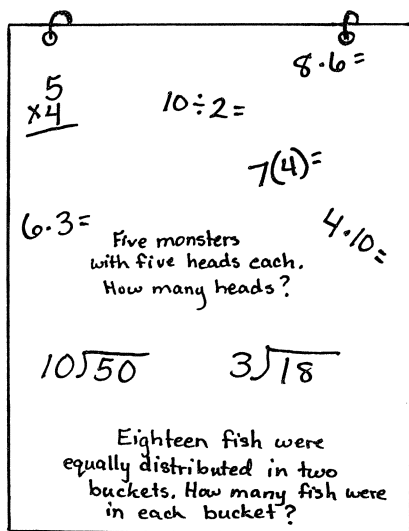 8·6=
5
×4
10÷2=
7(4)=
6·3=
4·10=
Five monsters
with five heads each.
How many heads?
10)50
3)18
Eighteen fish were
equally distributed in two
buckets. How many fish were
in each bucket?